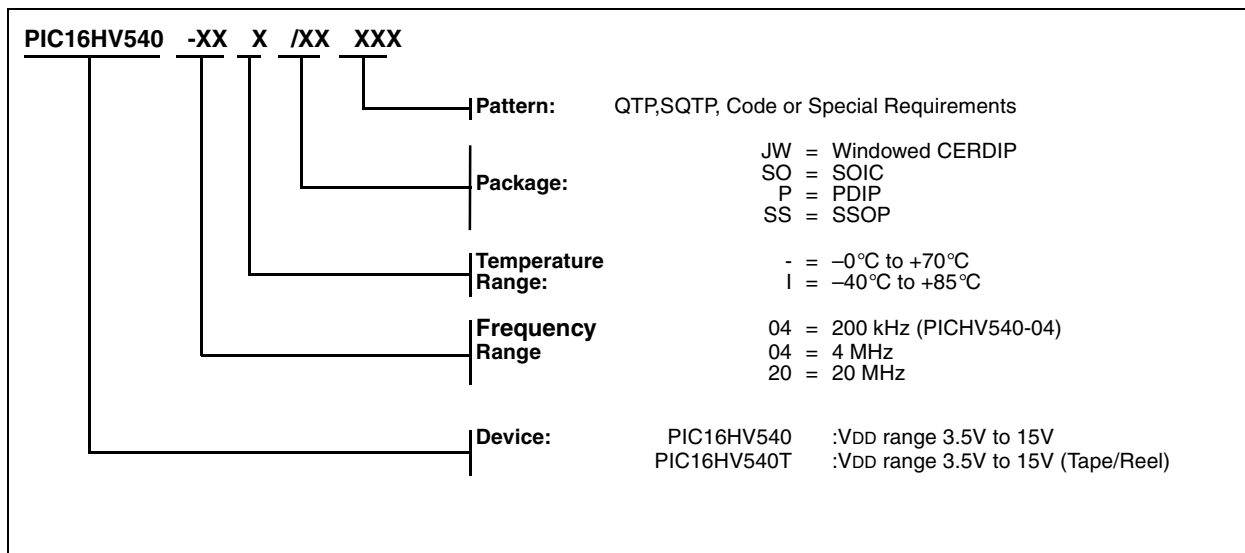 PIC16HV540 -XX X /XX XXX
Pattern: QTP,SQTP, Code or Special Requirements
Package:
JW = Windowed CERDIP
SO = SOIC
P = PDIP
SS = SSOP
Temperature
Range:
- = –0°C to +70°C
I = –40°C to +85°C
Frequency
Range
04 = 200 kHz (PICHV540-04)
04 = 4 MHz
20 = 20 MHz
Device:
PIC16HV540 :VDD range 3.5V to 15V
PIC16HV540T :VDD range 3.5V to 15V (Tape/Reel)